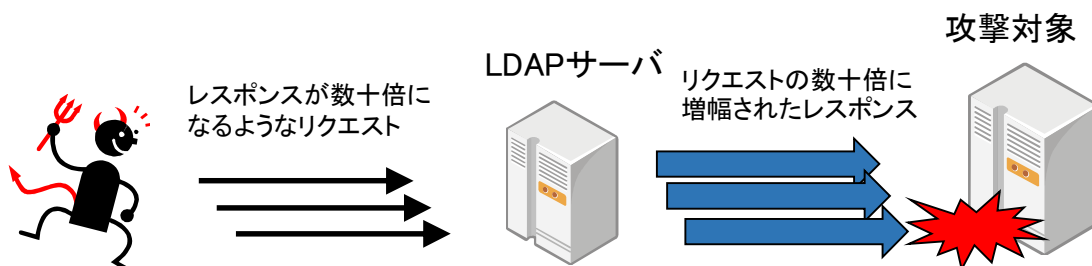 攻撃対象
LDAPサーバ
レスポンスが数十倍に
なるようなリクエスト
リクエストの数十倍に
増幅されたレスポンス